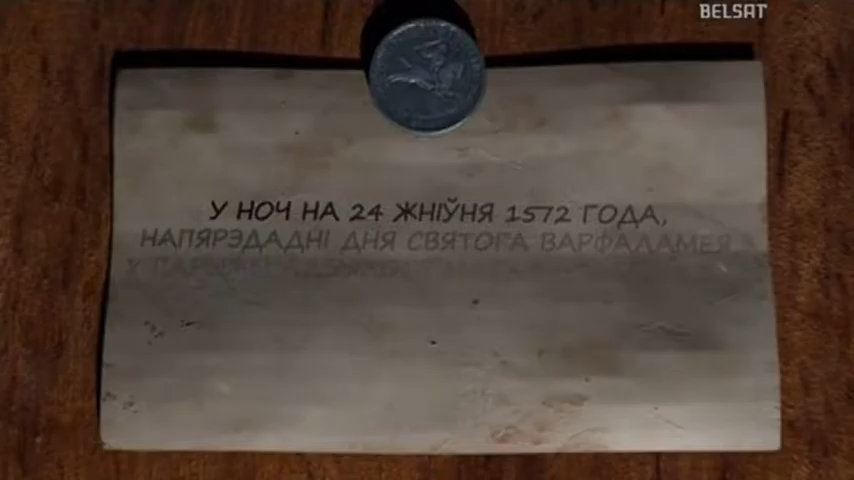 BELSAT
У НОЧ НА 24 ЖНІЎНЯ 1572 ГОДА,
НАПЯРЭДАДНІ ДНЯ СВЯТОГА ВАРФАЛАМЕЯ
У